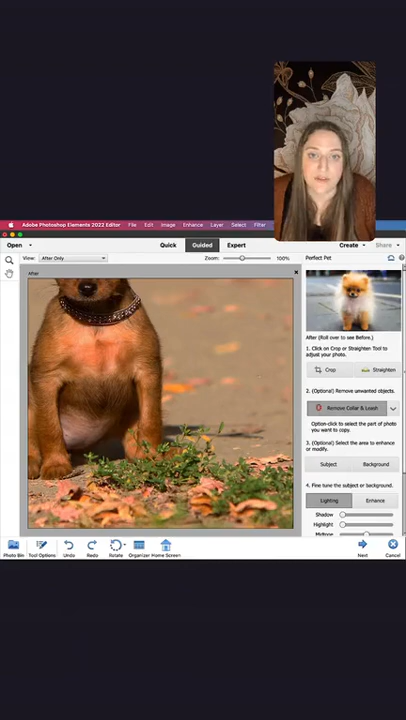 Adobe Photoshop Elements 2022 Editor File Edit Image Enhance Layer Select Filter
Open Quick Guided Expert Create Share
View: After Only Zoom: 100% Perfect Pet
After
After (Roll over to see Before.)
1. Click on Crop or Straighten Tool to
adjust your photo.
Crop Straighten
2. (Optional) Remove unwanted objects.
Remove Collar & Leash
Option-click to select the part of photo
you want to copy.
3. (Optional) Select the area to enhance
or modify.
Subject Background
4. Fine tune the subject or background.
Lighting Enhance
Shadow
Highlight
Midtone
Photo Bin Tool Options Undo Redo Rotate Organizer Home Screen Next Cancel